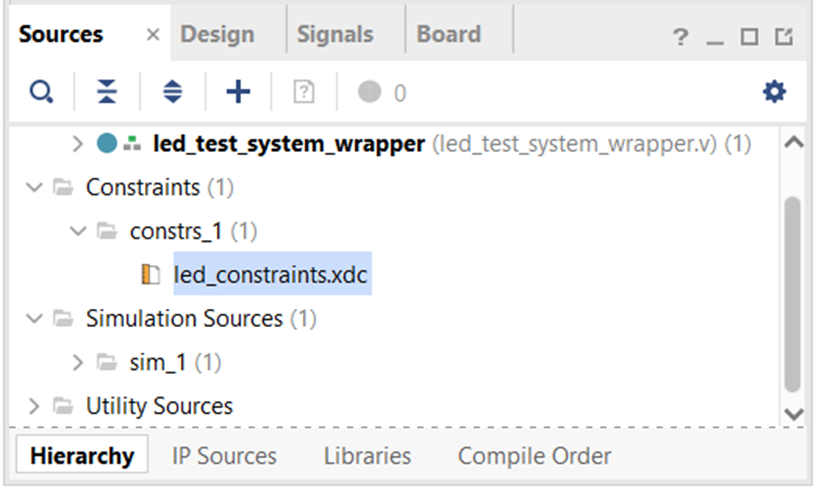 Sources × Design Signals Board ?
0
led_test_system_wrapper (led_test_system_wrapper.v) (1)
Constraints (1)
constrs_1 (1)
led_constraints.xdc
Simulation Sources (1)
sim_1 (1)
Utility Sources
Hierarchy IP Sources Libraries Compile Order